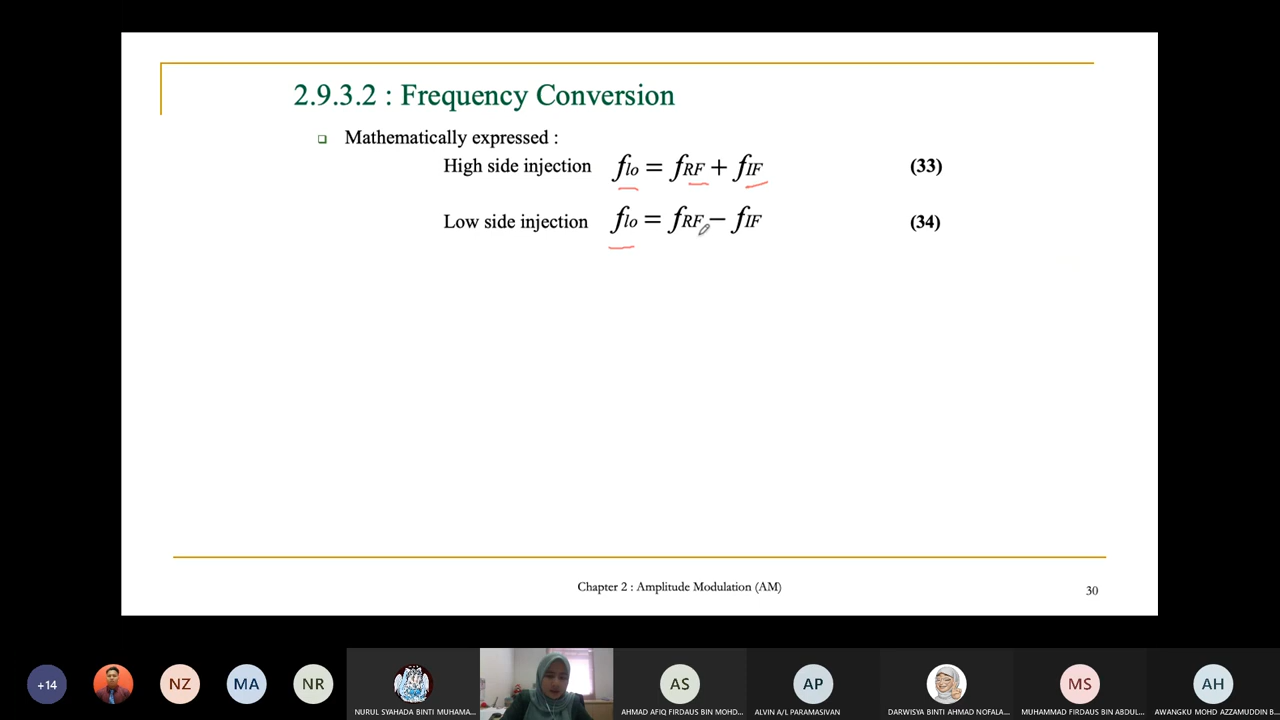 2.9.3.2 : Frequency Conversion
Mathematically expressed :
High side injection f_lo = f_RF + f_IF (33)
Low side injection f_lo = f_RF − f_IF (34)
Chapter 2 : Amplitude Modulation (AM)
30
+14
NZ
MA
NR
AS
AP
MS
AH
NURUL SYAHADA BINTI MUHAMA...
AHMAD AFIQ FIRDAUS BIN MOHD...
ALVIN A/L PARAMASIVAN
DARWISYA BINTI AHMAD NOFALA...
MUHAMMAD FIRDAUS BIN ABDUL...
AWANGKU MOHD AZZAMUDDIN B...